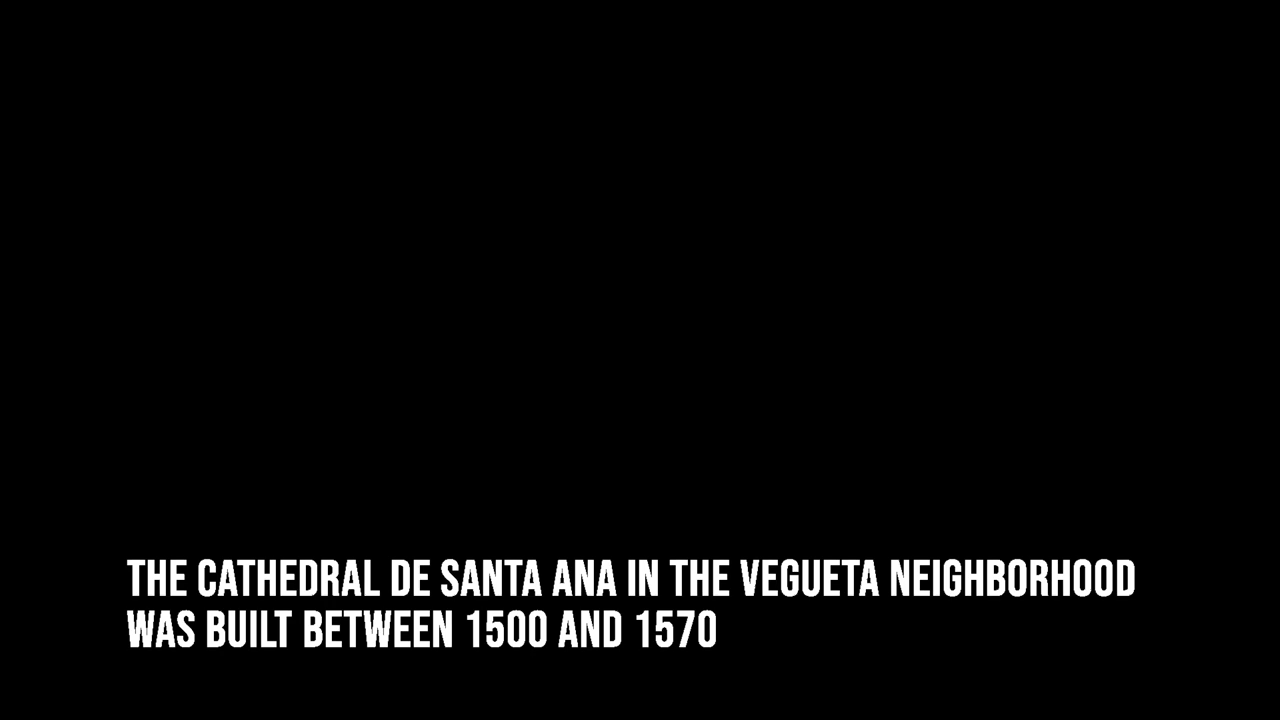 THE CATHEDRAL DE SANTA ANA IN THE VEGUETA NEIGHBORHOOD
WAS BUILT BETWEEN 1500 AND 1570